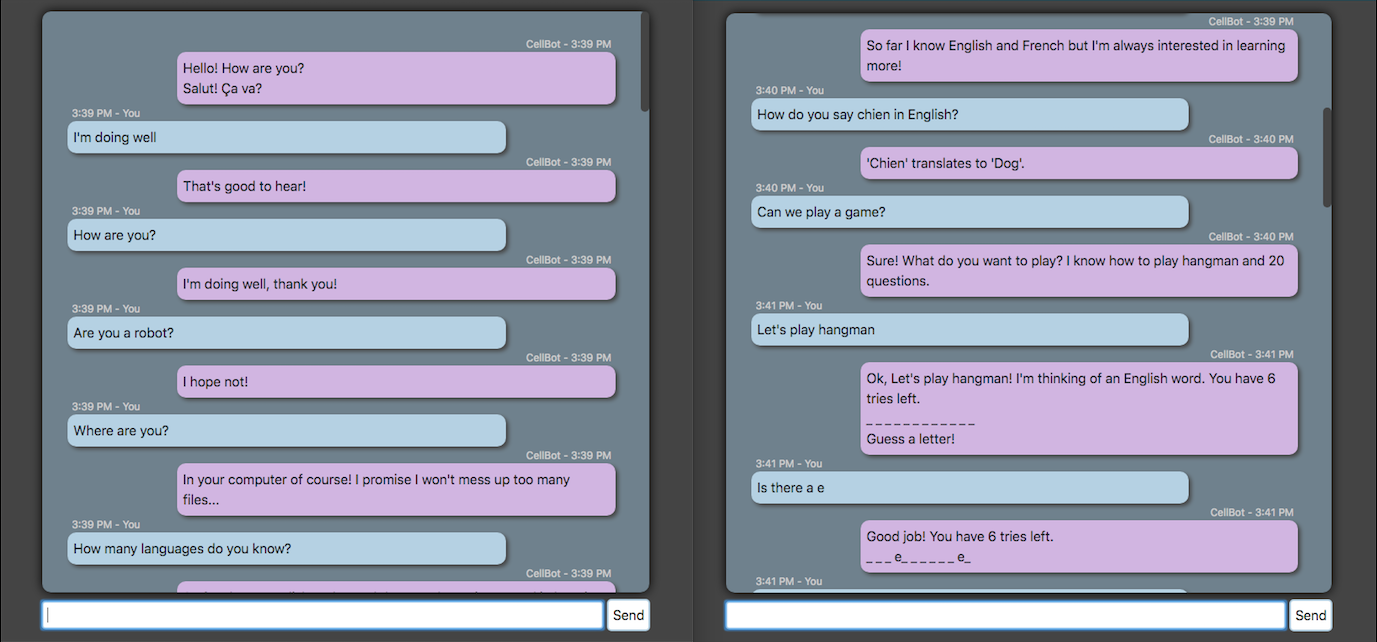 CellBot - 3:39 PM
Hello! How are you?
Salut! Ça va?
3:39 PM - You
I'm doing well
CellBot - 3:39 PM
That's good to hear!
3:39 PM - You
How are you?
CellBot - 3:39 PM
I'm doing well, thank you!
3:39 PM - You
Are you a robot?
CellBot - 3:39 PM
I hope not!
3:39 PM - You
Where are you?
CellBot - 3:39 PM
In your computer of course! I promise I won't mess up too many
files...
3:39 PM - You
How many languages do you know?
CellBot - 3:39 PM
Send
CellBot - 3:39 PM
So far I know English and French but I'm always interested in learning
more!
3:40 PM - You
How do you say chien in English?
CellBot - 3:40 PM
'Chien' translates to 'Dog'.
3:40 PM - You
Can we play a game?
CellBot - 3:40 PM
Sure! What do you want to play? I know how to play hangman and 20
questions.
3:41 PM - You
Let's play hangman
CellBot - 3:41 PM
Ok, Let's play hangman! I'm thinking of an English word. You have 6
tries left.
_ _ _ _ _ _ _ _ _ _ _ _
Guess a letter!
3:41 PM - You
Is there a e
CellBot - 3:41 PM
Good job! You have 6 tries left.
_ _ _ e_ _ _ _ _ _ e_
3:41 PM - You
Send